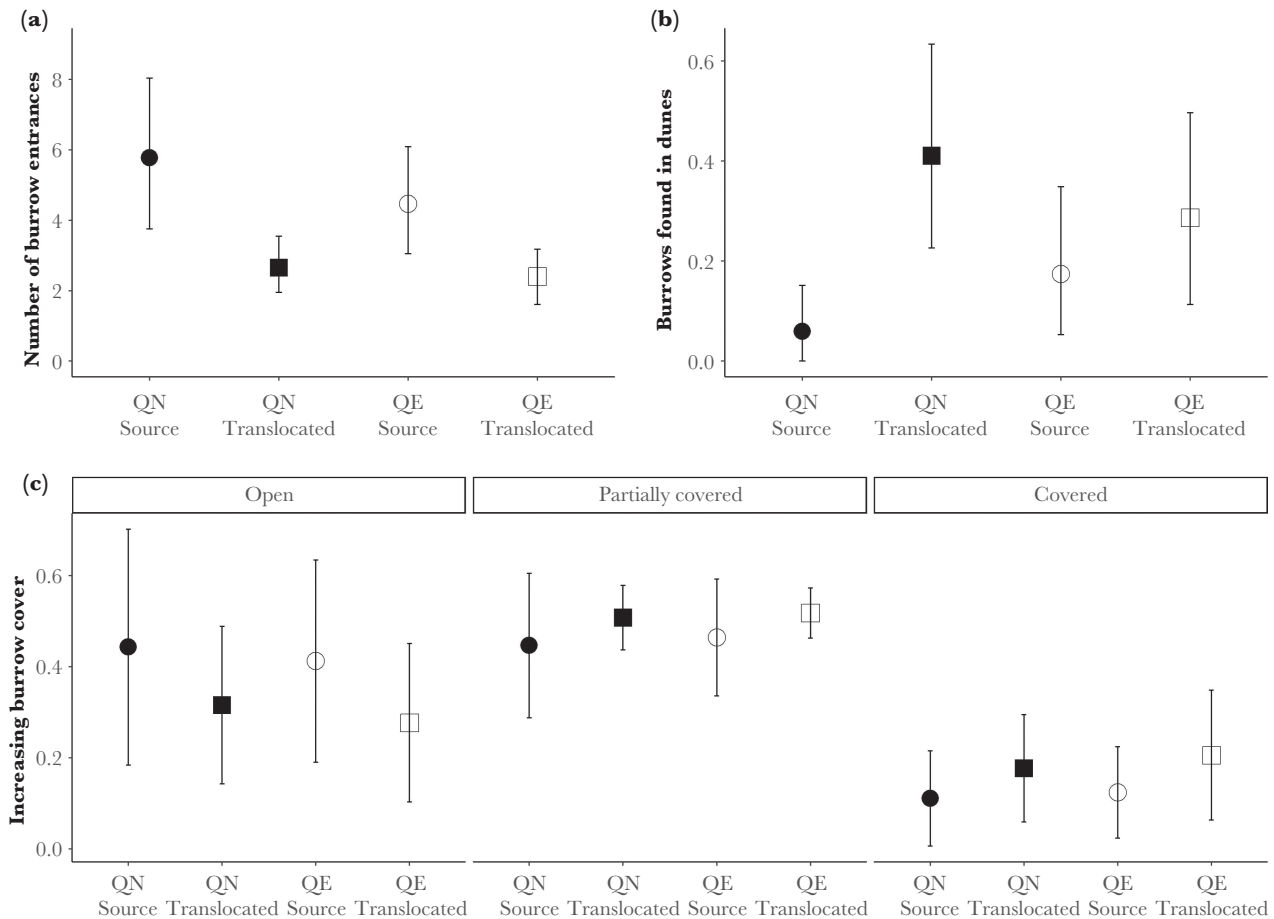 (a)
Number of burrow entrances
8
6
4
2
0
QN QN QE QE
Source Translocated Source Translocated
(b)
Burrows found in dunes
0.6
0.4
0.2
0.0
QN QN QE QE
Source Translocated Source Translocated
(c)
Open Partially covered Covered
Increasing burrow cover
0.6
0.4
0.2
0.0
QN QN QE QE QN QN QE QE QN QN QE QE
Source Translocated Source Translocated Source Translocated Source Translocated Source Translocated Source Translocated